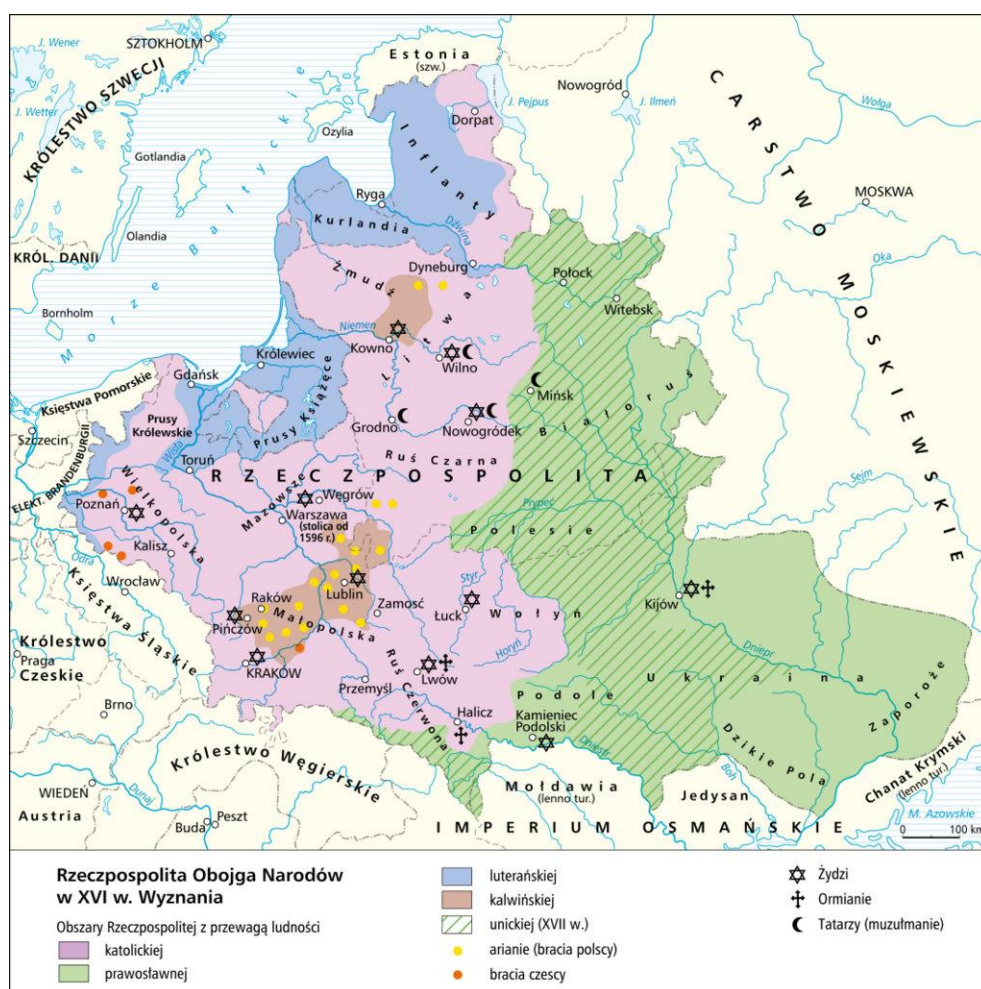 SZTOKHOLM
J. Wener
J. Wetter
KRÓLESTWO SZWECJI
Gotlandia
Olandia
KRÓL. DANII
Bornholm
Morze Bałtyckie
Estonia
(szw.)
Ozylia
Dorpat
J. Pejpus
Nowogród
J. Ilmeń
Wołga
CARSTWO MOSKIEWSKIE
MOSKWA
Oka
Inflanty
Ryga
Kurlandia
Dźwina
Żmudź
Dyneburg
Połock
Witebsk
Litwa
Niemen
Kowno
Wilno
Królewiec
Gdańsk
Księstwa Pomorskie
Szczecin
Prusy
Królewskie
Prusy Książęce
Grodno
Nowogródek
Mińsk
Białoruś
Ruś Czarna
Toruń
ELEKT. BRANDENBURGII
RZECZPOSPOLITA
Sejm
Wielkopolska
Poznań
Mazowsze
Węgrów
Warszawa
(stolica od
1596 r.)
Prypeć
Polesie
Kalisz
Odra
Wrocław
Księstwa Śląskie
Lublin
Styr
Raków
Zamość
Łuck
Wołyń
Kijów
Pińczów
Małopolska
Królestwo
Czeskie
Praga
KRAKÓW
Przemyśl
Ruś Czerwona
Lwów
Horyń
Dniepr
Ukraina
Brno
Halicz
Podole
Kamieniec
Podolski
Zaporoże
Dzikie Pola
Królestwo Węgierskie
Dniestr
Boh
WIEDEŃ
Austria
Dunaj
Buda
Peszt
Mołdawia
(lenno tur.)
Jedysan
Chanat Krymski
(lenno tur.)
IMPERIUM OSMAŃSKIE
M. Azowskie
0 100 km
Rzeczpospolita Obojga Narodów
w XVI w. Wyznania
Obszary Rzeczpospolitej z przewagą ludności
katolickiej
prawosławnej
luterańskiej
kalwińskiej
unickiej (XVII w.)
arianie (bracia polscy)
bracia czescy
Żydzi
Ormianie
Tatarzy (muzułmanie)